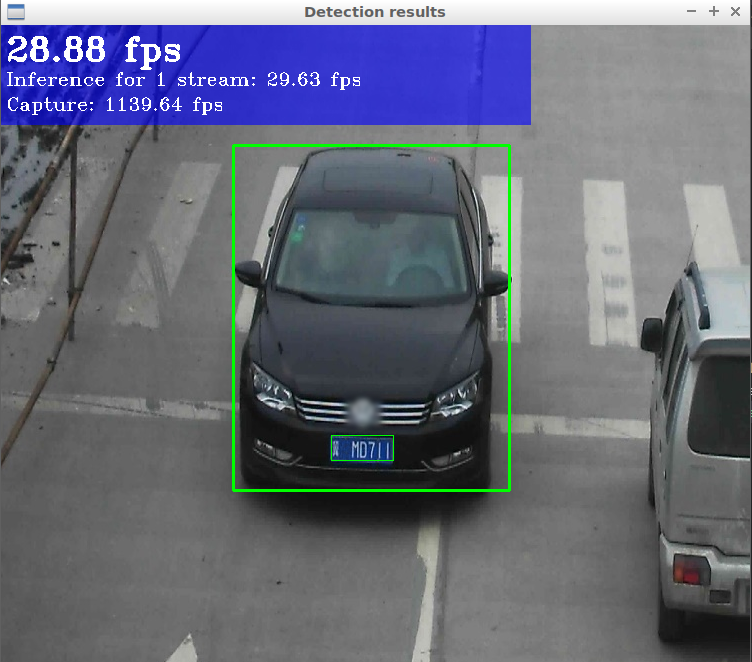 Detection results
28.88 fps
Inference for 1 stream: 29.63 fps
Capture: 1139.64 fps
MD711